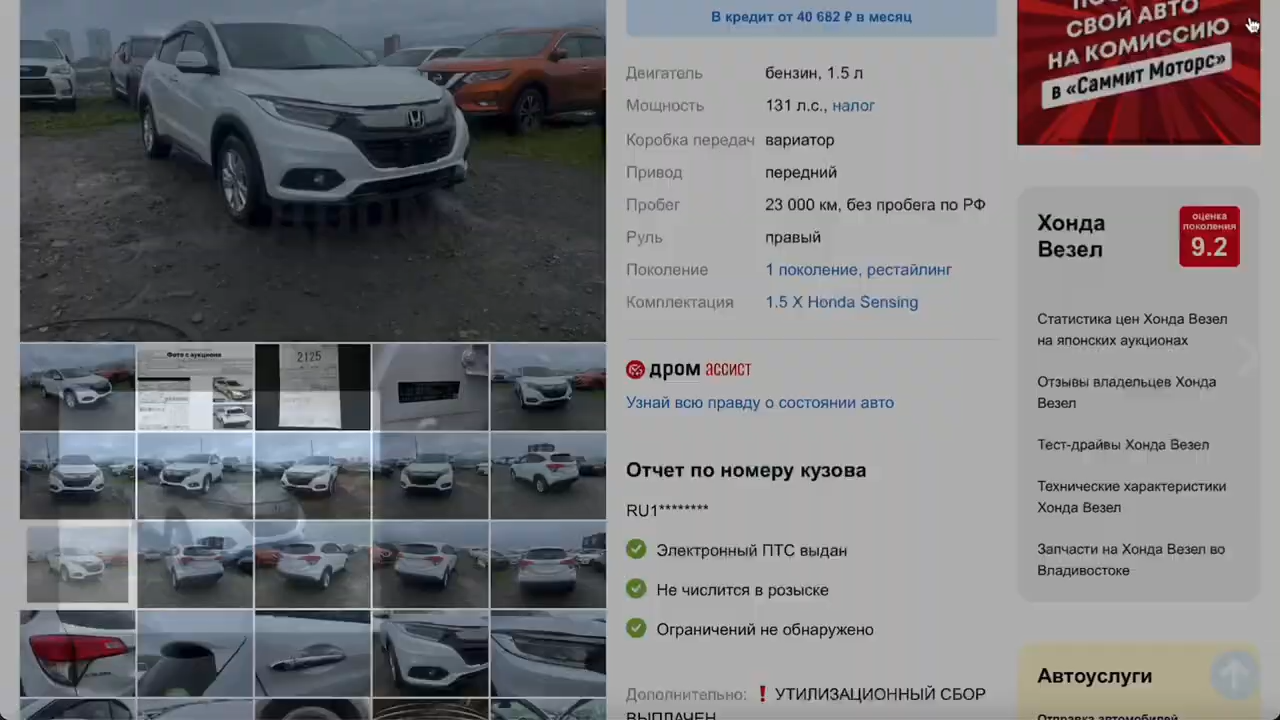 В кредит от 40 682 ₽ в месяц
Двигатель бензин, 1.5 л
Мощность 131 л.с., налог
Коробка передач вариатор
Привод передний
Пробег 23 000 км, без пробега по РФ
Руль правый
Поколение 1 поколение, рестайлинг
Комплектация 1.5 X Honda Sensing
дром ассист
Узнай всю правду о состоянии авто
Отчет по номеру кузова
RU1********
Электронный ПТС выдан
Не числится в розыске
Ограничений не обнаружено
Дополнительно: ❗ УТИЛИЗАЦИОННЫЙ СБОР
ВЫПЛАЧЕН
Фото с аукциона
2125
СВОЙ АВТО
НА КОМИССИЮ
в «Саммит Моторс»
Хонда
Везел
оценка
поколения
9.2
Статистика цен Хонда Везел
на японских аукционах
Отзывы владельцев Хонда
Везел
Тест-драйвы Хонда Везел
Технические характеристики
Хонда Везел
Запчасти на Хонда Везел во
Владивостоке
Автоуслуги
Отправка автомобилей